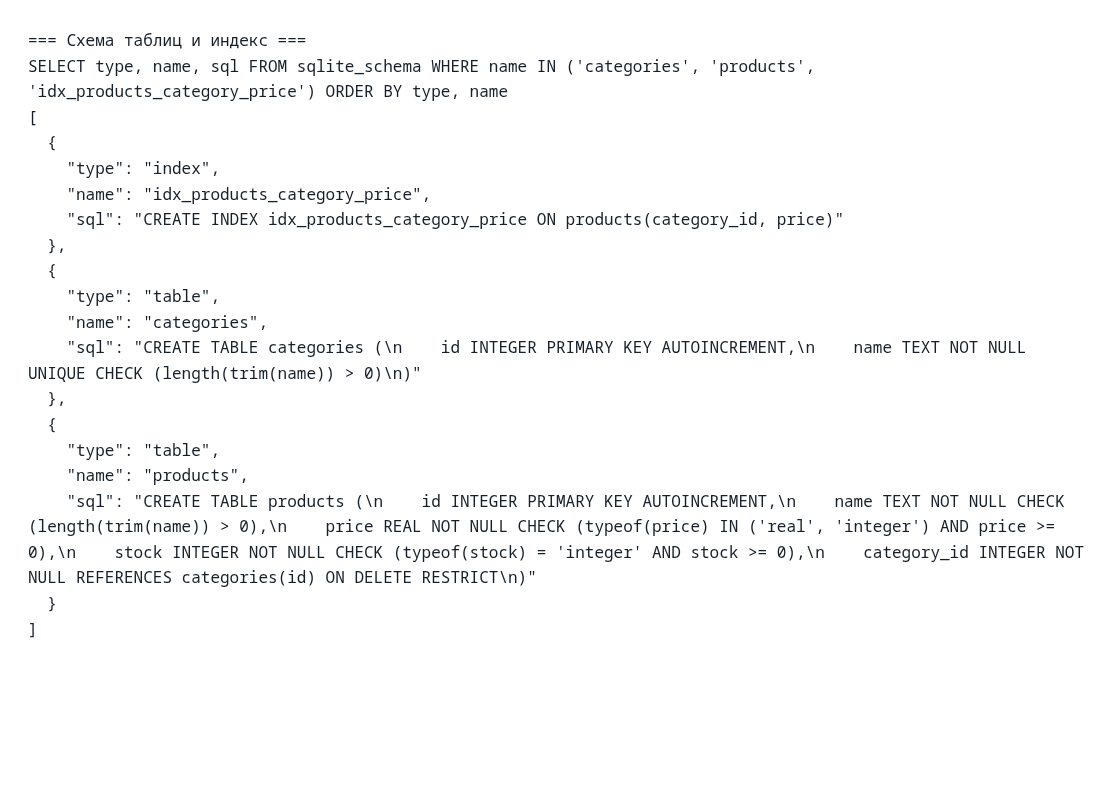 === Схема таблиц и индекс ===
SELECT type, name, sql FROM sqlite_schema WHERE name IN ('categories', 'products',
'idx_products_category_price') ORDER BY type, name
[
  {
    "type": "index",
    "name": "idx_products_category_price",
    "sql": "CREATE INDEX idx_products_category_price ON products(category_id, price)"
  },
  {
    "type": "table",
    "name": "categories",
    "sql": "CREATE TABLE categories (\n    id INTEGER PRIMARY KEY AUTOINCREMENT,\n    name TEXT NOT NULL
UNIQUE CHECK (length(trim(name)) > 0)\n)"
  },
  {
    "type": "table",
    "name": "products",
    "sql": "CREATE TABLE products (\n    id INTEGER PRIMARY KEY AUTOINCREMENT,\n    name TEXT NOT NULL CHECK
(length(trim(name)) > 0),\n    price REAL NOT NULL CHECK (typeof(price) IN ('real', 'integer') AND price >=
0),\n    stock INTEGER NOT NULL CHECK (typeof(stock) = 'integer' AND stock >= 0),\n    category_id INTEGER NOT
NULL REFERENCES categories(id) ON DELETE RESTRICT\n)"
  }
]